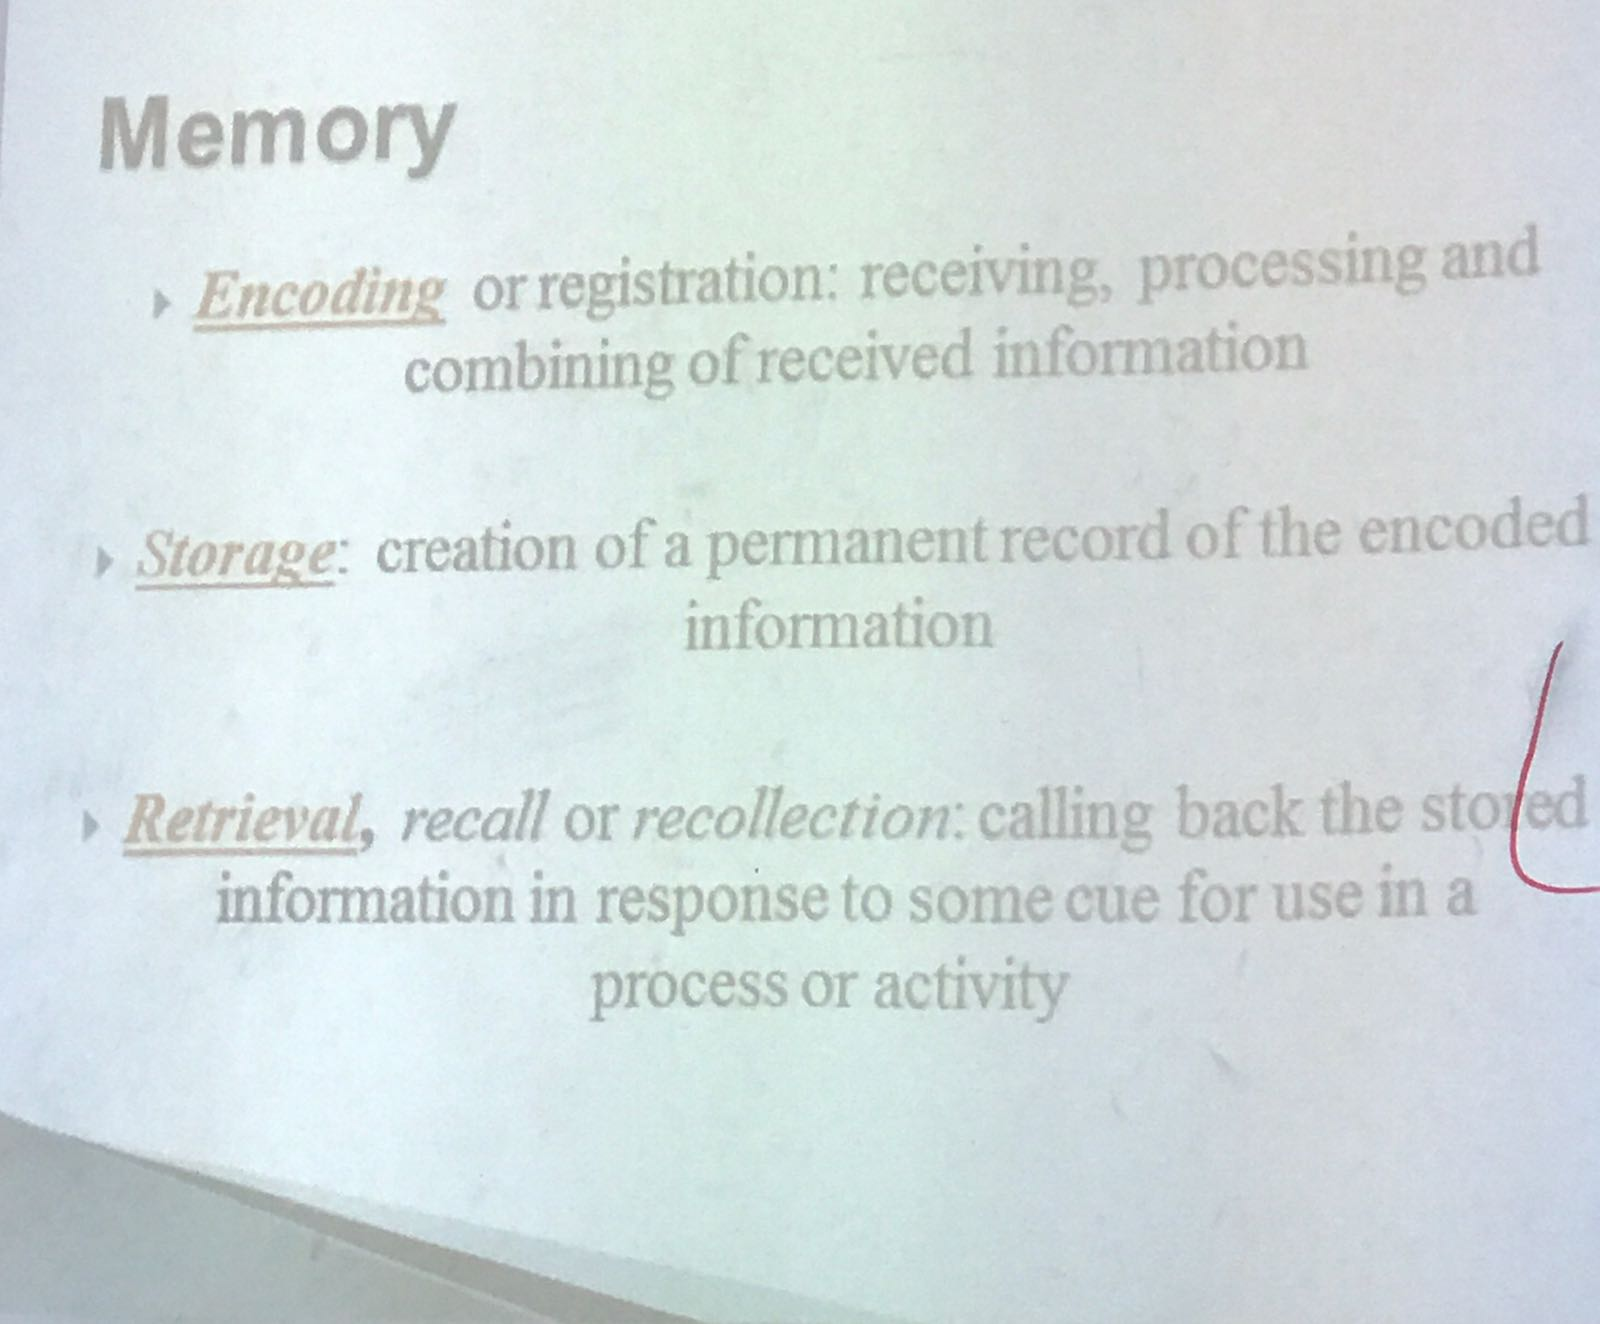 Memory
Encoding or registration: receiving, processing and
combining of received information
Storage: creation of a permanent record of the encoded
information
Retrieval, recall or recollection: calling back the stored
information in response to some cue for use in a
process or activity